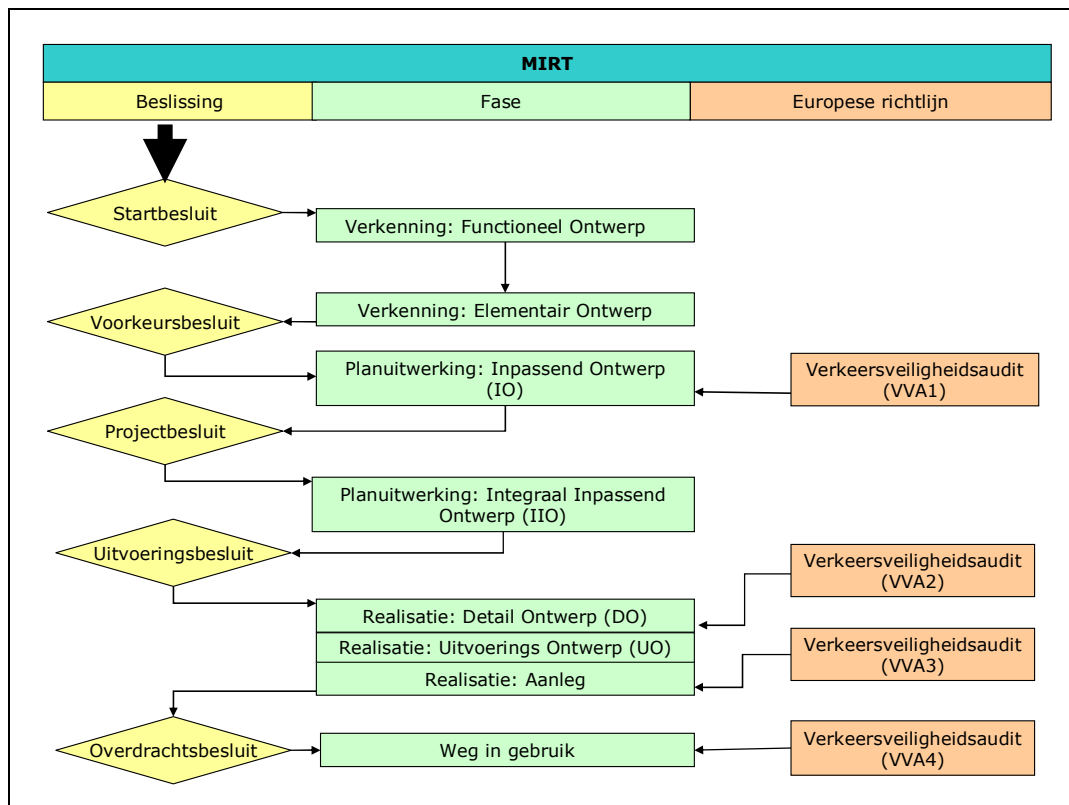 MIRT
Beslissing
Fase
Europese richtlijn
Startbesluit
Verkenning: Functioneel Ontwerp
Verkenning: Elementair Ontwerp
Voorkeursbesluit
Planuitwerking: Inpassend Ontwerp
(IO)
Verkeersveiligheidsaudit
(VVA1)
Projectbesluit
Planuitwerking: Integraal Inpassend
Ontwerp (IIO)
Uitvoeringsbesluit
Verkeersveiligheidsaudit
(VVA2)
Realisatie: Detail Ontwerp (DO)
Realisatie: Uitvoerings Ontwerp (UO)
Realisatie: Aanleg
Verkeersveiligheidsaudit
(VVA3)
Overdrachtsbesluit
Weg in gebruik
Verkeersveiligheidsaudit
(VVA4)